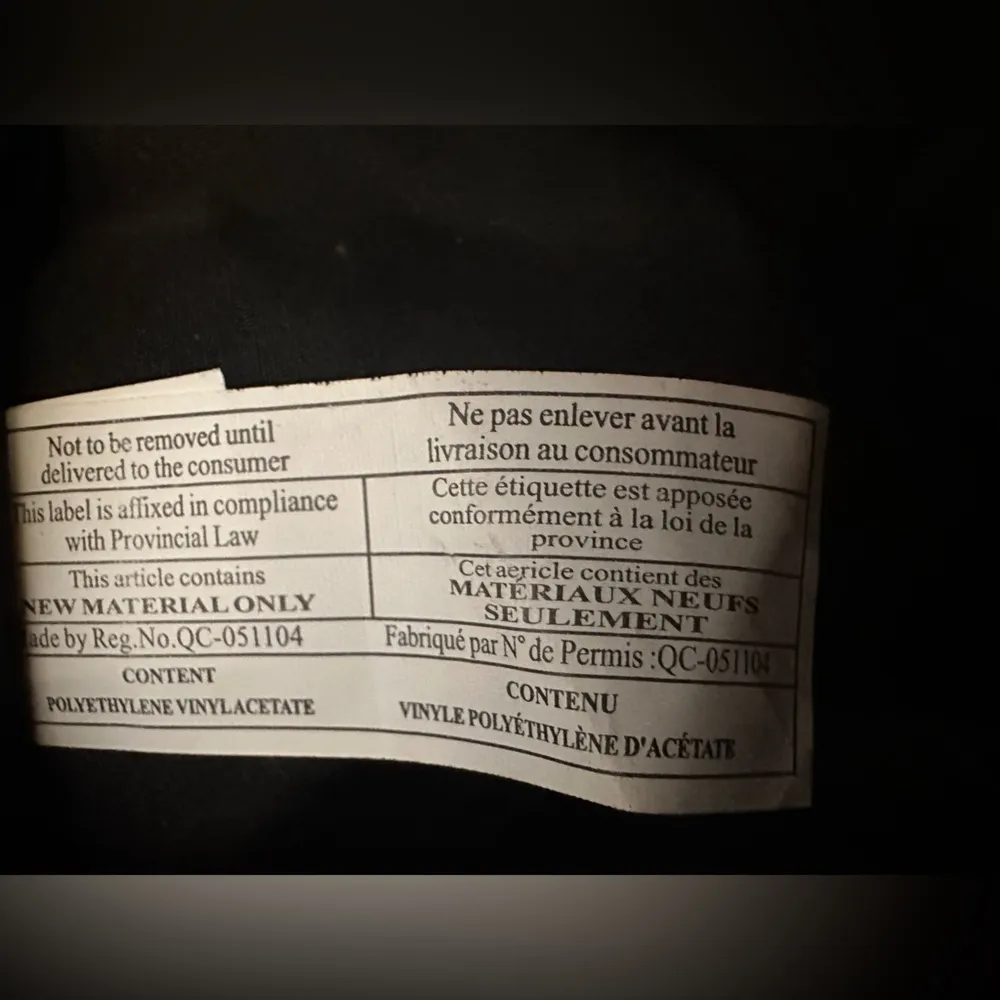 Not to be removed until
delivered to the consumer
Ne pas enlever avant la
livraison au consommateur
This label is affixed in compliance
with Provincial Law
Cette étiquette est apposée
conformément à la loi de la
province
This article contains
NEW MATERIAL ONLY
Cet aericle contient des
MATÉRIAUX NEUFS
SEULEMENT
ade by Reg.No.QC-051104
Fabriqué par N° de Permis :QC-051104
CONTENT
POLYETHYLENE VINYLACETATE
CONTENU
VINYLE POLYÉTHYLÈNE D'ACÉTATE